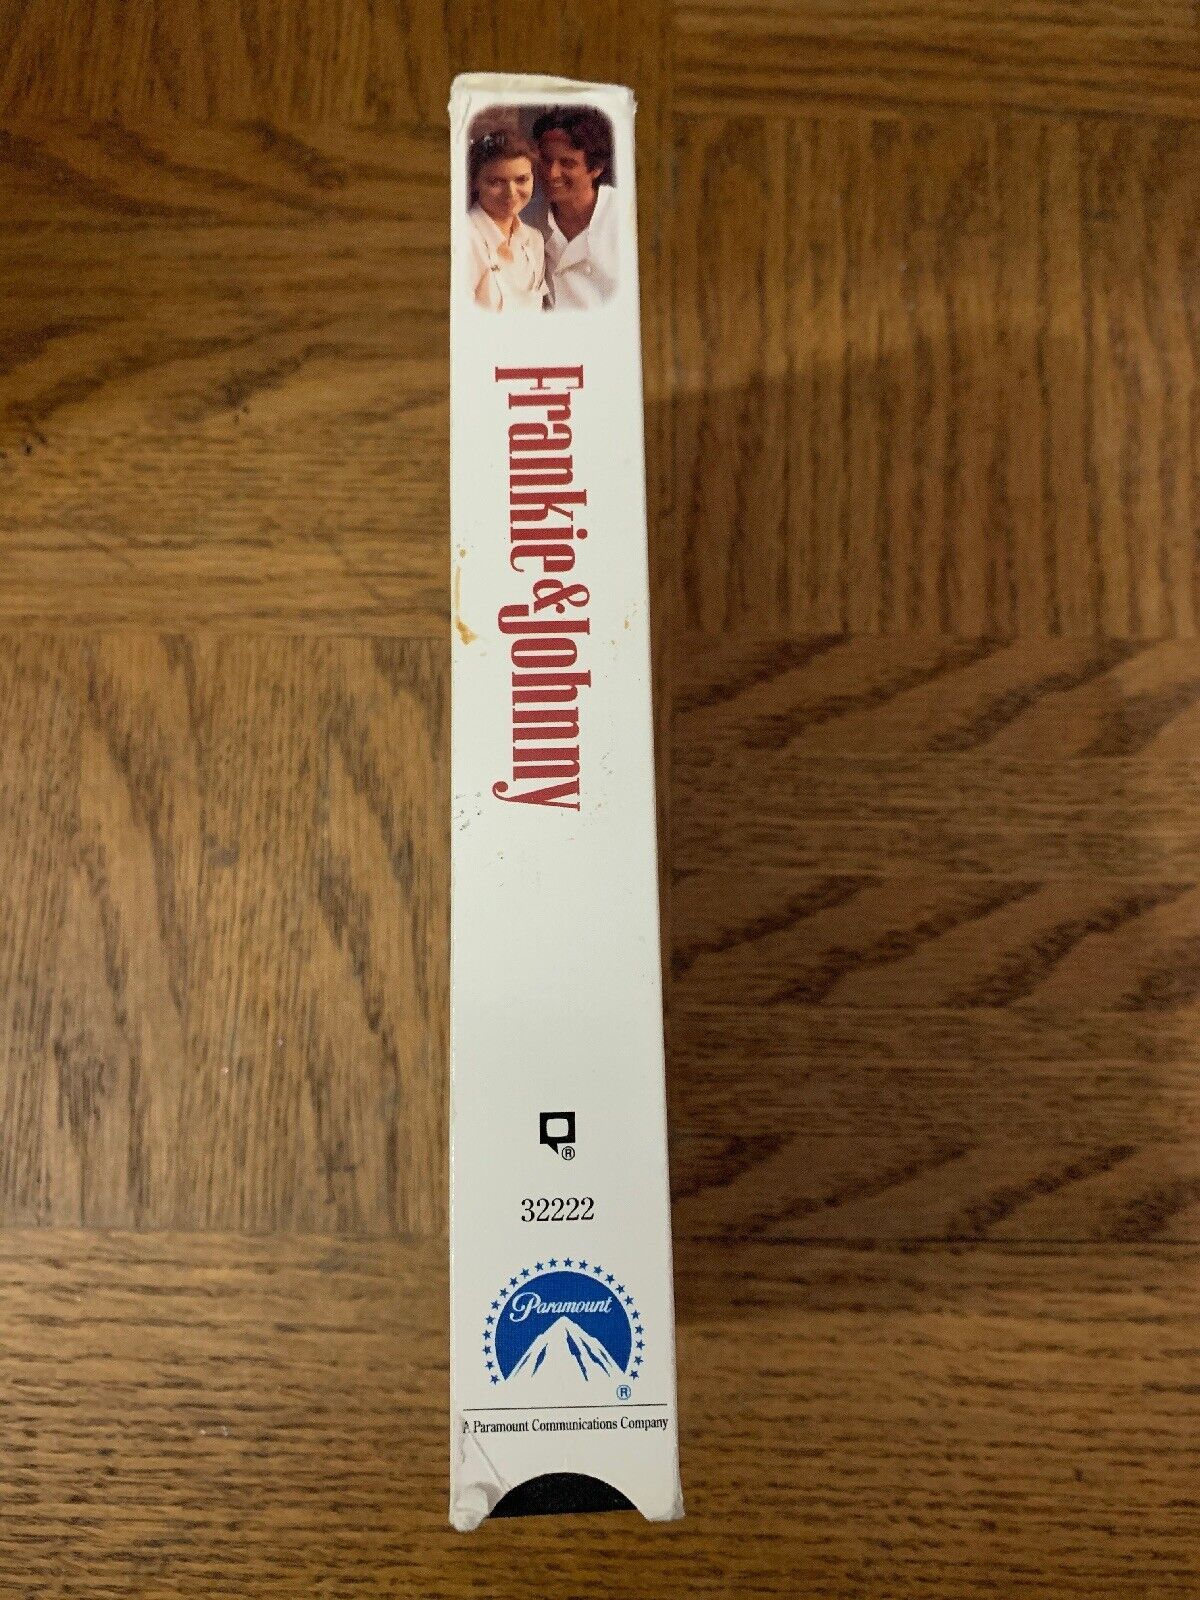 Frankie & Johnny
®
32222
Paramount
®
A Paramount Communications Company